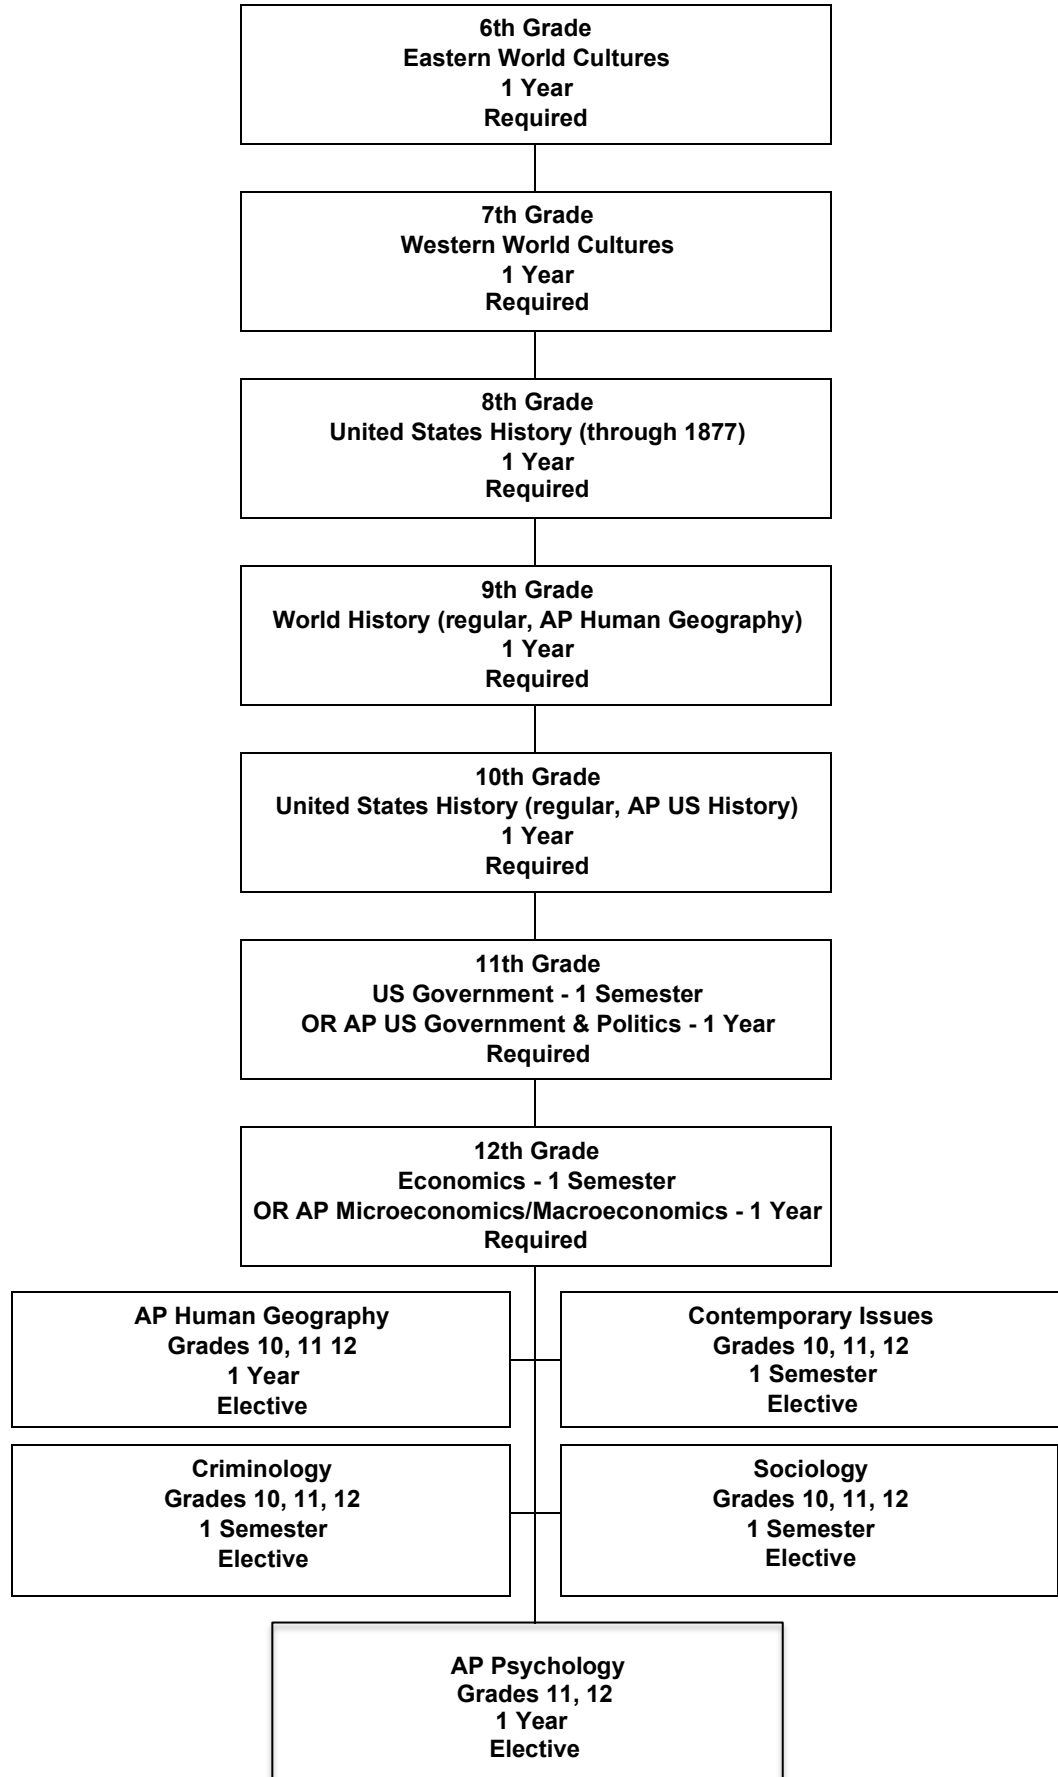 6th Grade
Eastern World Cultures
1 Year
Required
7th Grade
Western World Cultures
1 Year
Required
8th Grade
United States History (through 1877)
1 Year
Required
9th Grade
World History (regular, AP Human Geography)
1 Year
Required
10th Grade
United States History (regular, AP US History)
1 Year
Required
11th Grade
US Government - 1 Semester
OR AP US Government & Politics - 1 Year
Required
12th Grade
Economics - 1 Semester
OR AP Microeconomics/Macroeconomics - 1 Year
Required
AP Human Geography
Grades 10, 11 12
1 Year
Elective
Contemporary Issues
Grades 10, 11, 12
1 Semester
Elective
Criminology
Grades 10, 11, 12
1 Semester
Elective
Sociology
Grades 10, 11, 12
1 Semester
Elective
AP Psychology
Grades 11, 12
1 Year
Elective